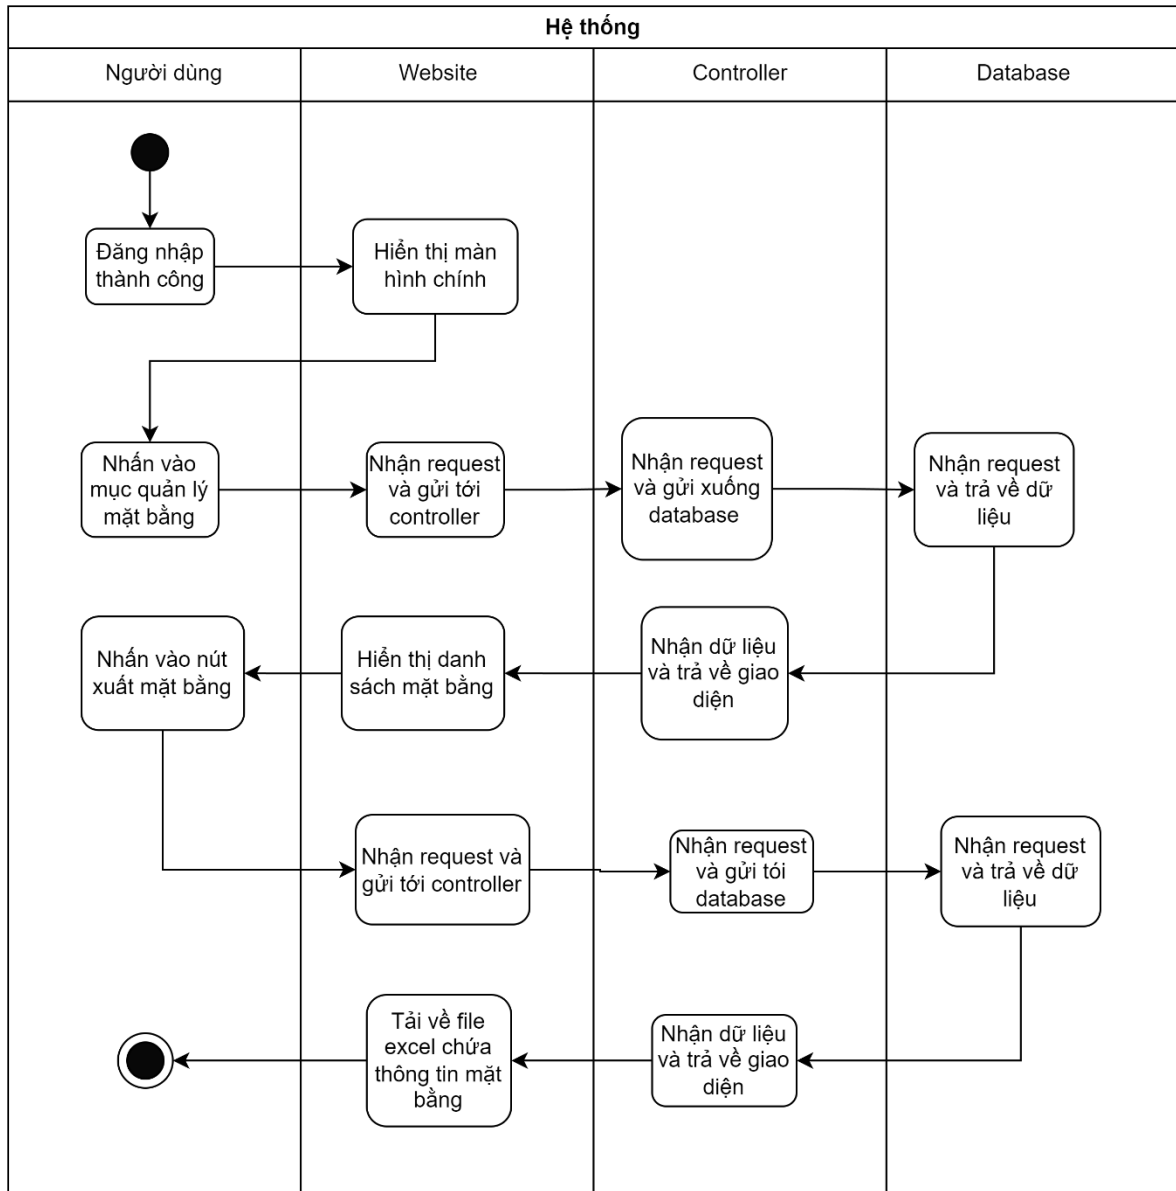 Hệ thống
Người dùng
Website
Controller
Database
Đăng nhập
thành công
Hiển thị màn
hình chính
Nhấn vào
mục quản lý
mặt bằng
Nhận request
và gửi tới
controller
Nhận request
và gửi xuống
database
Nhận request
và trả về dữ
liệu
Nhấn vào nút
xuất mặt bằng
Hiển thị danh
sách mặt bằng
Nhận dữ liệu
và trả về giao
diện
Nhận request và
gửi tới controller
Nhận request
và gửi tói
database
Nhận request
và trả về dữ
liệu
Tải về file
excel chứa
thông tin mặt
bằng
Nhận dữ liệu
và trả về giao
diện